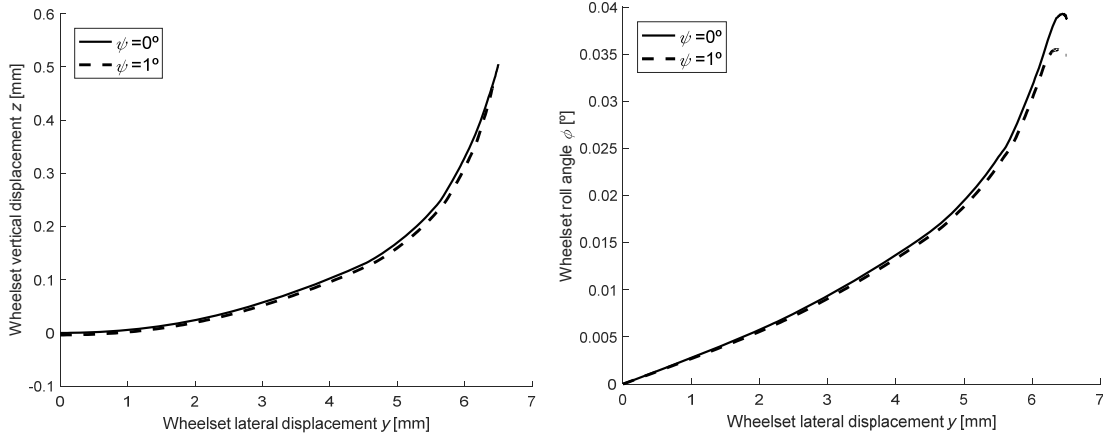 0.6
0.5
0.4
0.3
0.2
0.1
0
-0.1
Wheelset vertical displacement z [mm]
ψ=0º
ψ=1º
0 1 2 3 4 5 6 7
Wheelset lateral displacement y [mm]
0.04
0.035
0.03
0.025
0.02
0.015
0.01
0.005
0
Wheelset roll angle ϕ [º]
ψ=0º
ψ=1º
0 1 2 3 4 5 6 7
Wheelset lateral displacement y [mm]